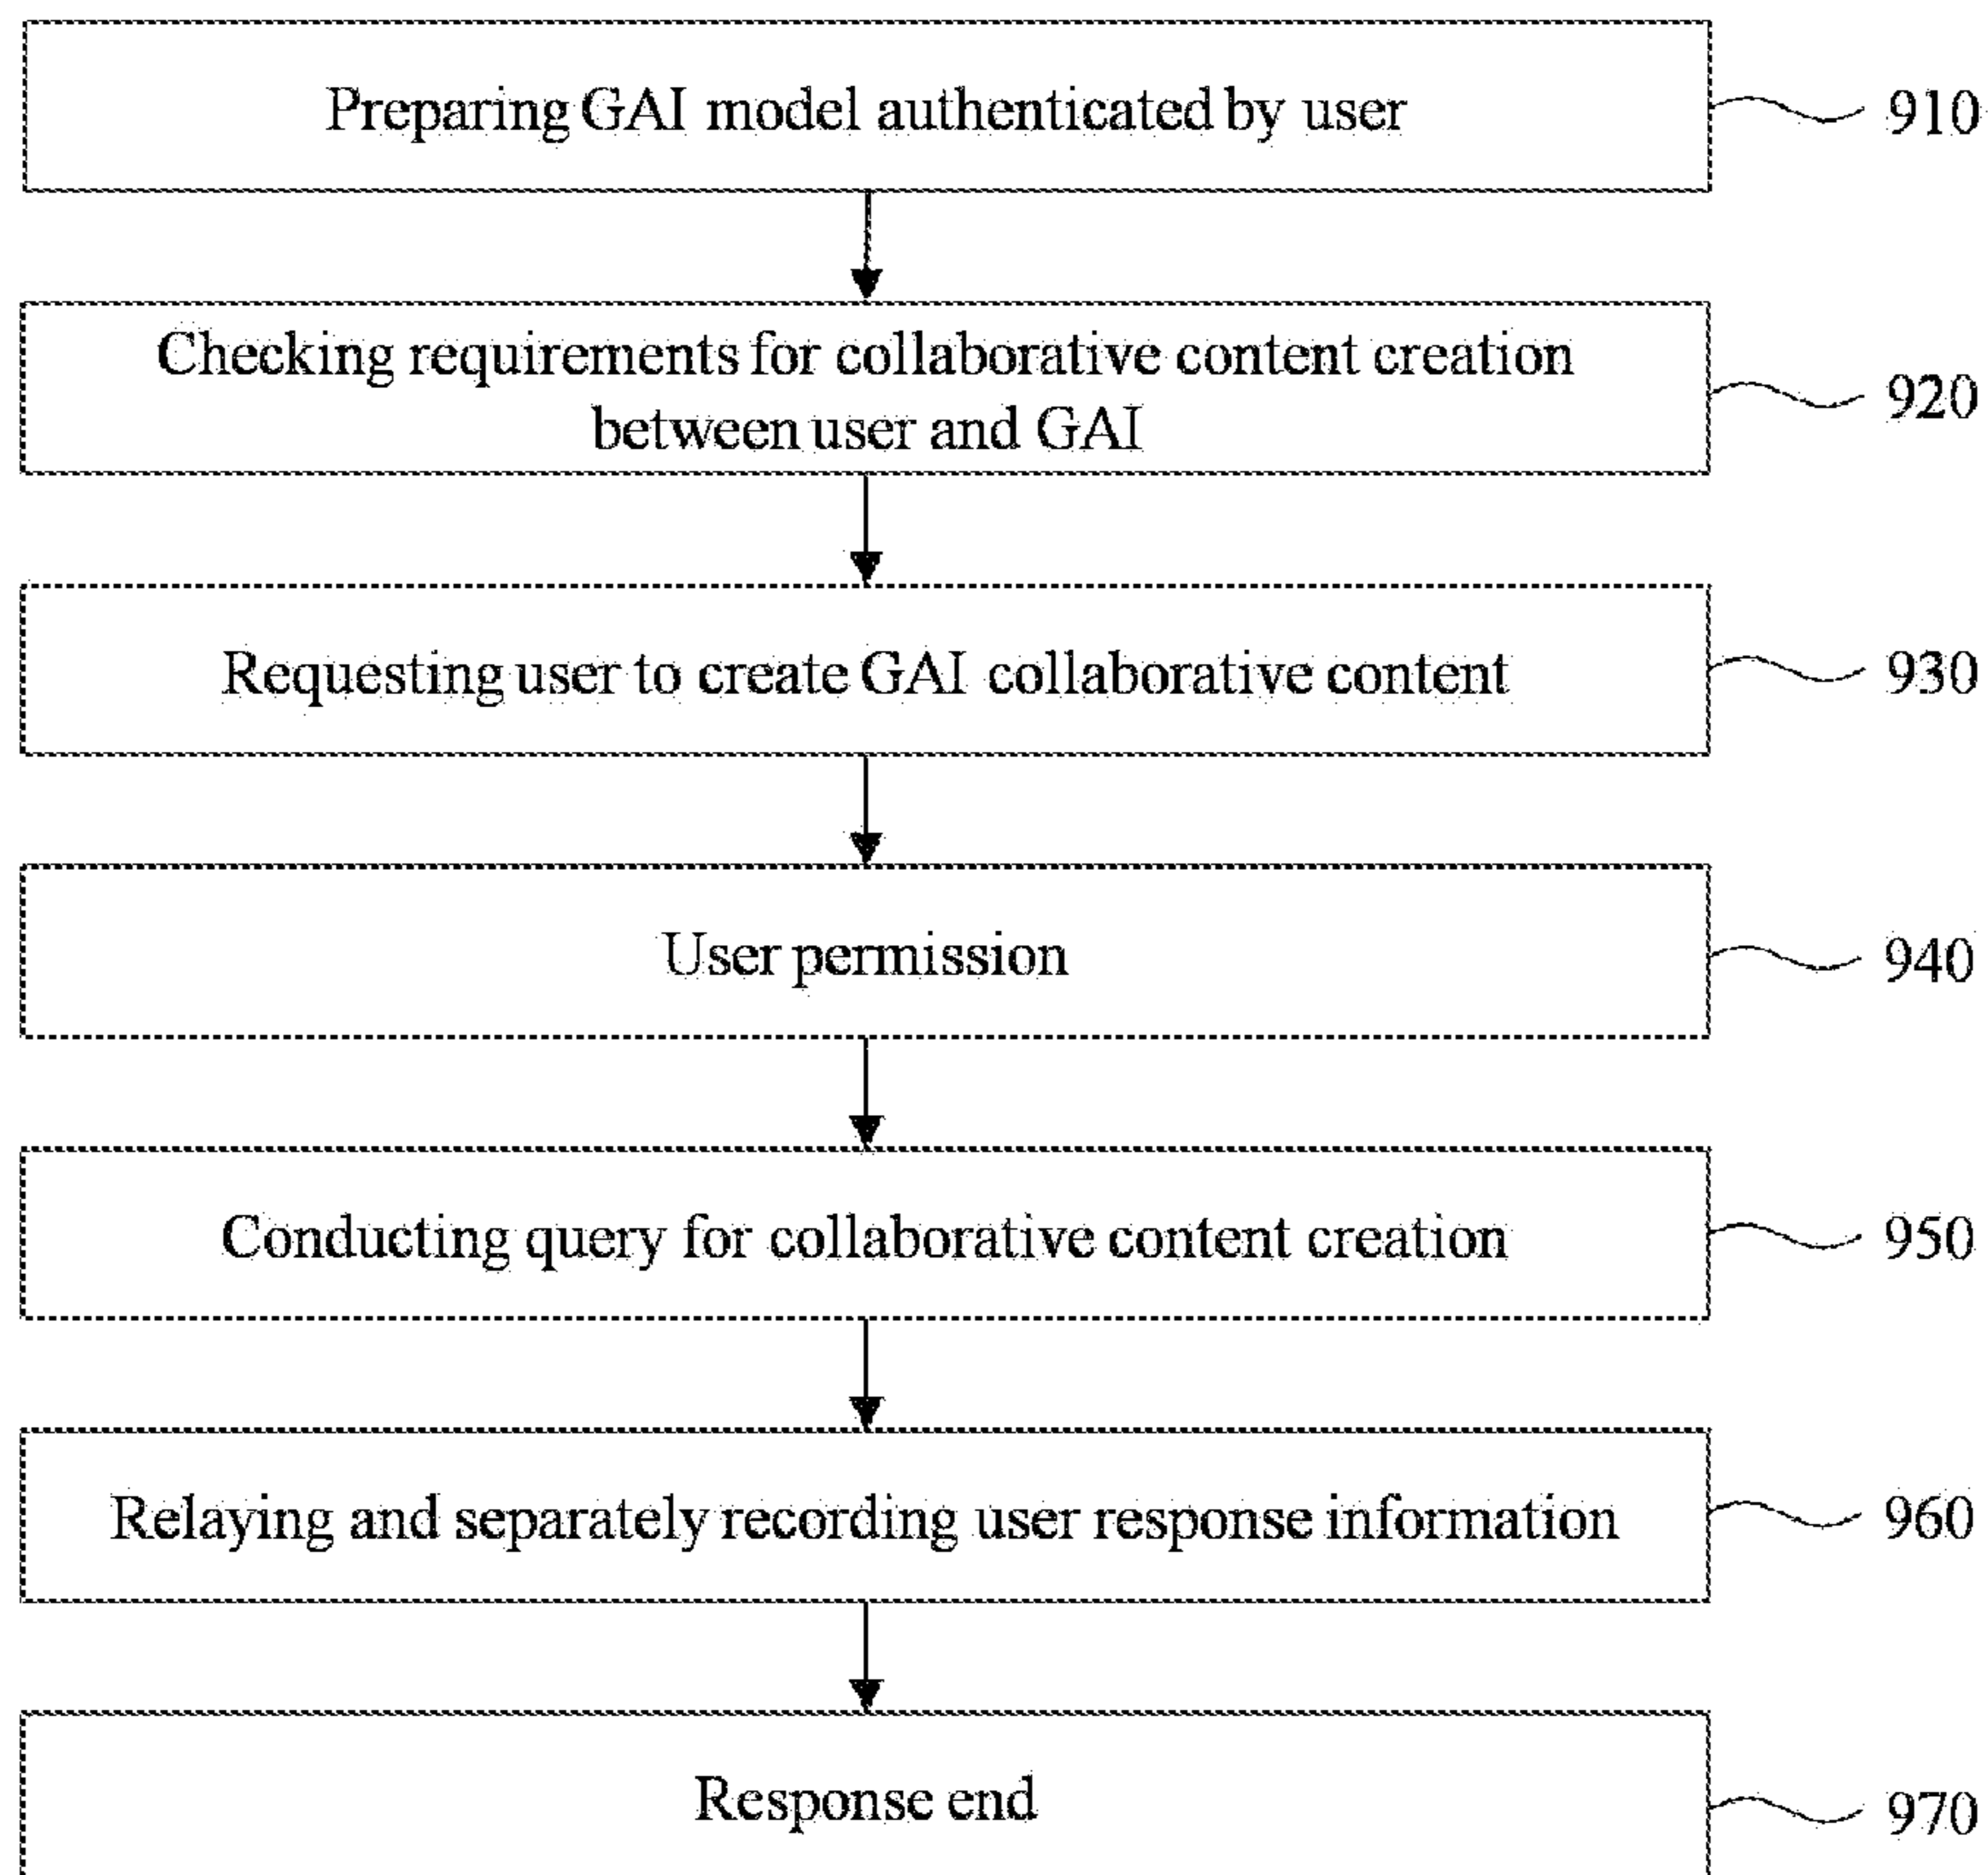 Preparing GAI model authenticated by user
910
Checking requirements for collaborative content creation
between user and GAI
920
Requesting user to create GAI collaborative content
930
User permission
940
Conducting query for collaborative content creation
950
Relaying and separately recording user response information
960
Response end
970